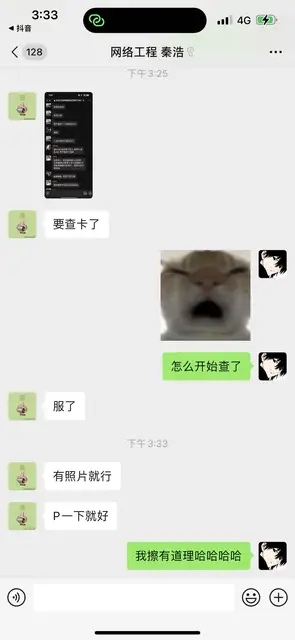 3:33
4G
抖音
128
网络工程 秦浩
下午 3:25
要查卡了
怎么开始查了
服了
下午 3:33
有照片就行
P一下就好
我擦有道理哈哈哈哈